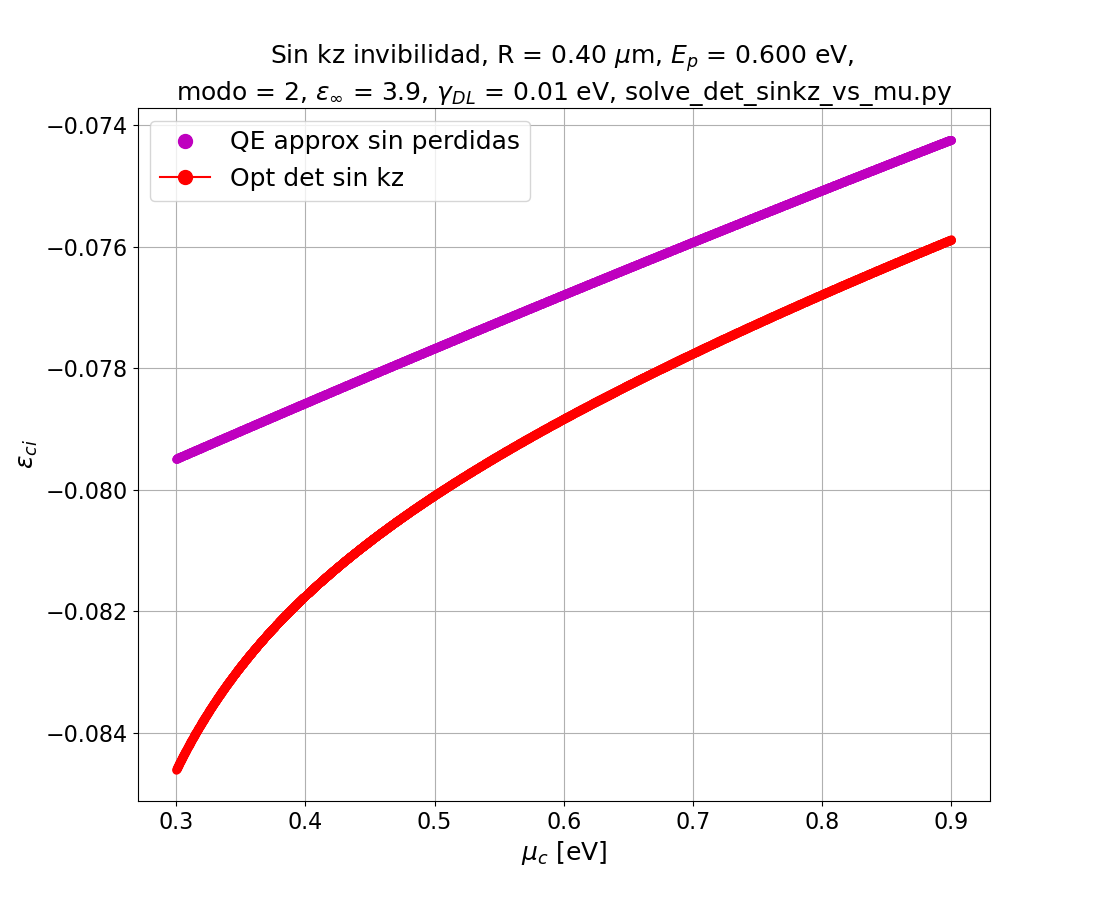 Sin kz invibilidad, R = 0.40 μm, E_p = 0.600 eV,
modo = 2, ε_∞ = 3.9, γ_DL = 0.01 eV, solve_det_sinkz_vs_mu.py
QE approx sin perdidas
Opt det sin kz
−0.074
−0.076
−0.078
−0.080
−0.082
−0.084
ε_ci
0.3 0.4 0.5 0.6 0.7 0.8 0.9
μ_c [eV]